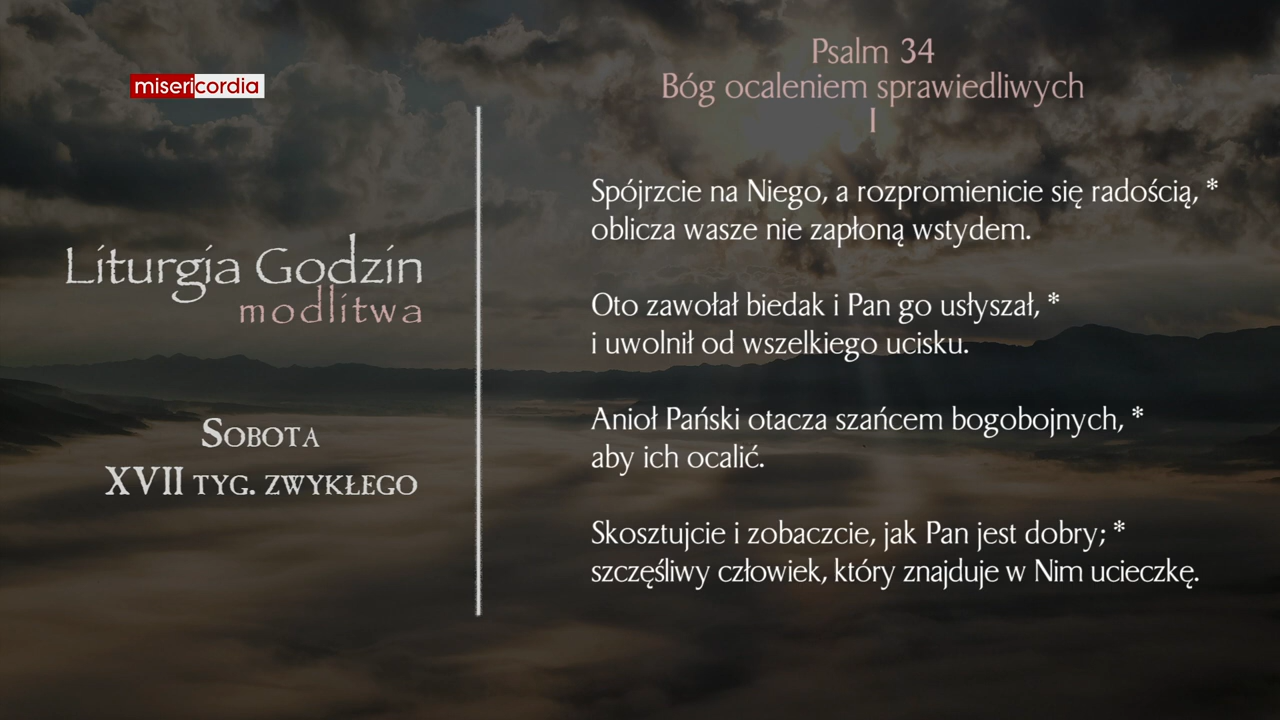 misericordia
Liturgia Godzin
modlitwa
Sobota
XVII tyg. zwykłego
Psalm 34
Bóg ocaleniem sprawiedliwych
I
Spójrzcie na Niego, a rozpromienicie się radością, *
oblicza wasze nie zapłoną wstydem.
Oto zawołał biedak i Pan go usłyszał, *
i uwolnił od wszelkiego ucisku.
Anioł Pański otacza szańcem bogobojnych, *
aby ich ocalić.
Skosztujcie i zobaczcie, jak Pan jest dobry; *
szczęśliwy człowiek, który znajduje w Nim ucieczkę.